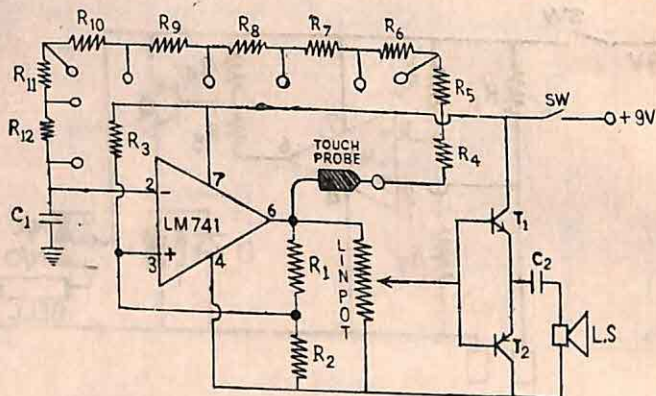 R10
R9
R8
R7
R6
R11
R5
R12
R3
SW
+9V
TOUCH
PROBE
R4
2
−
7
C1
LM741
6
T1
+
3
4
R1
LIN POT
C2
R2
T2
L.S